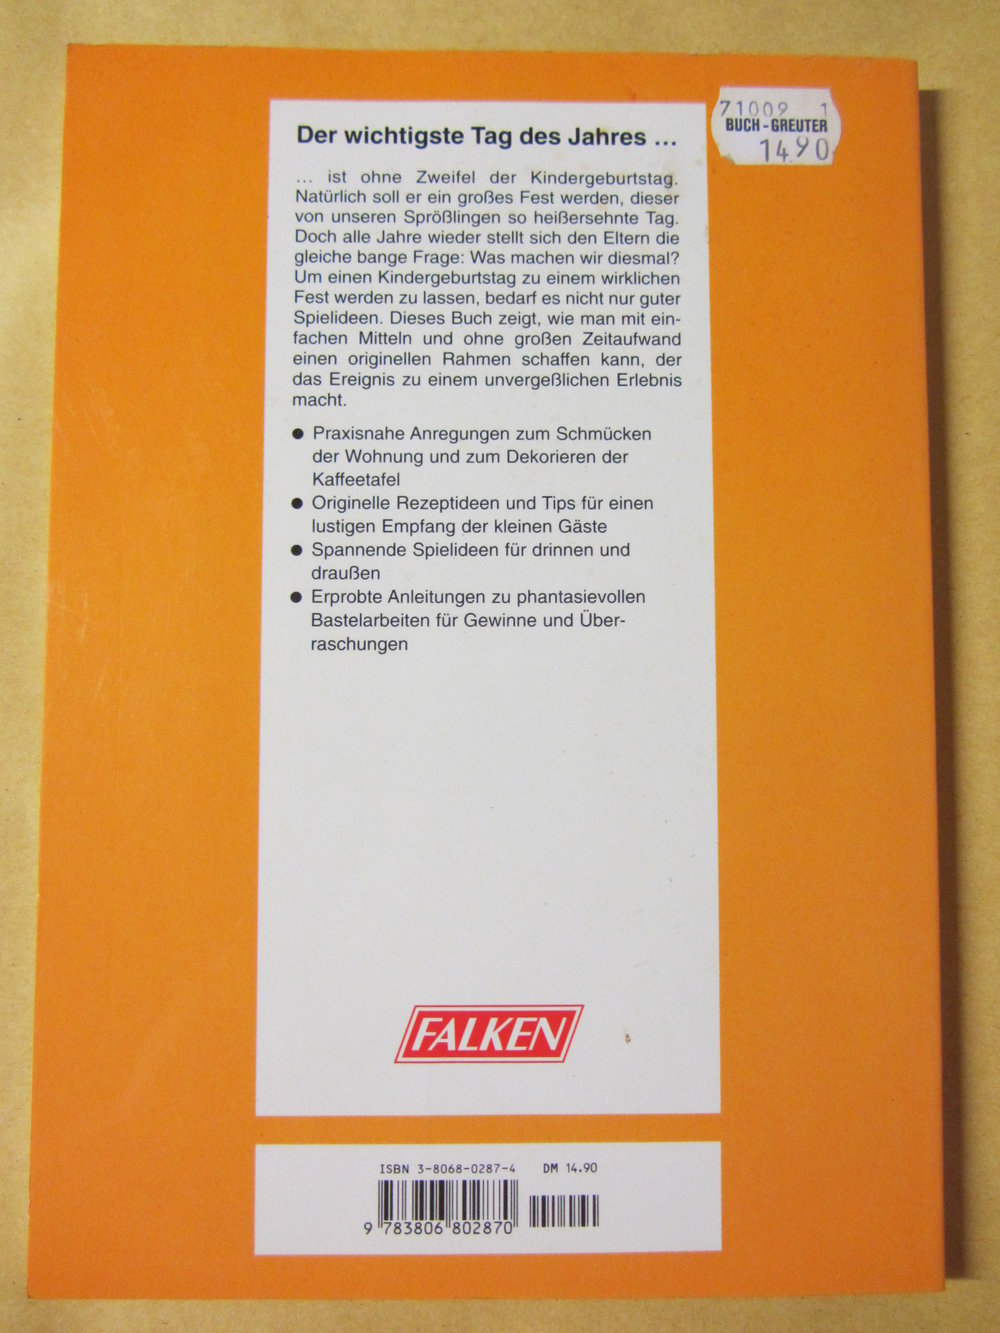 71009 1
BUCH-GREUTER
14.90
Der wichtigste Tag des Jahres ...
... ist ohne Zweifel der Kindergeburtstag.
Natürlich soll er ein großes Fest werden, dieser
von unseren Sprößlingen so heißersehnte Tag.
Doch alle Jahre wieder stellt sich den Eltern die
gleiche bange Frage: Was machen wir diesmal?
Um einen Kindergeburtstag zu einem wirklichen
Fest werden zu lassen, bedarf es nicht nur guter
Spielideen. Dieses Buch zeigt, wie man mit ein-
fachen Mitteln und ohne großen Zeitaufwand
einen originellen Rahmen schaffen kann, der
das Ereignis zu einem unvergeßlichen Erlebnis
macht.
● Praxisnahe Anregungen zum Schmücken
der Wohnung und zum Dekorieren der
Kaffeetafel
● Originelle Rezeptideen und Tips für einen
lustigen Empfang der kleinen Gäste
● Spannende Spielideen für drinnen und
draußen
● Erprobte Anleitungen zu phantasievollen
Bastelarbeiten für Gewinne und Über-
raschungen
FALKEN
ISBN 3-8068-0287-4 DM 14.90
9 783806 802870